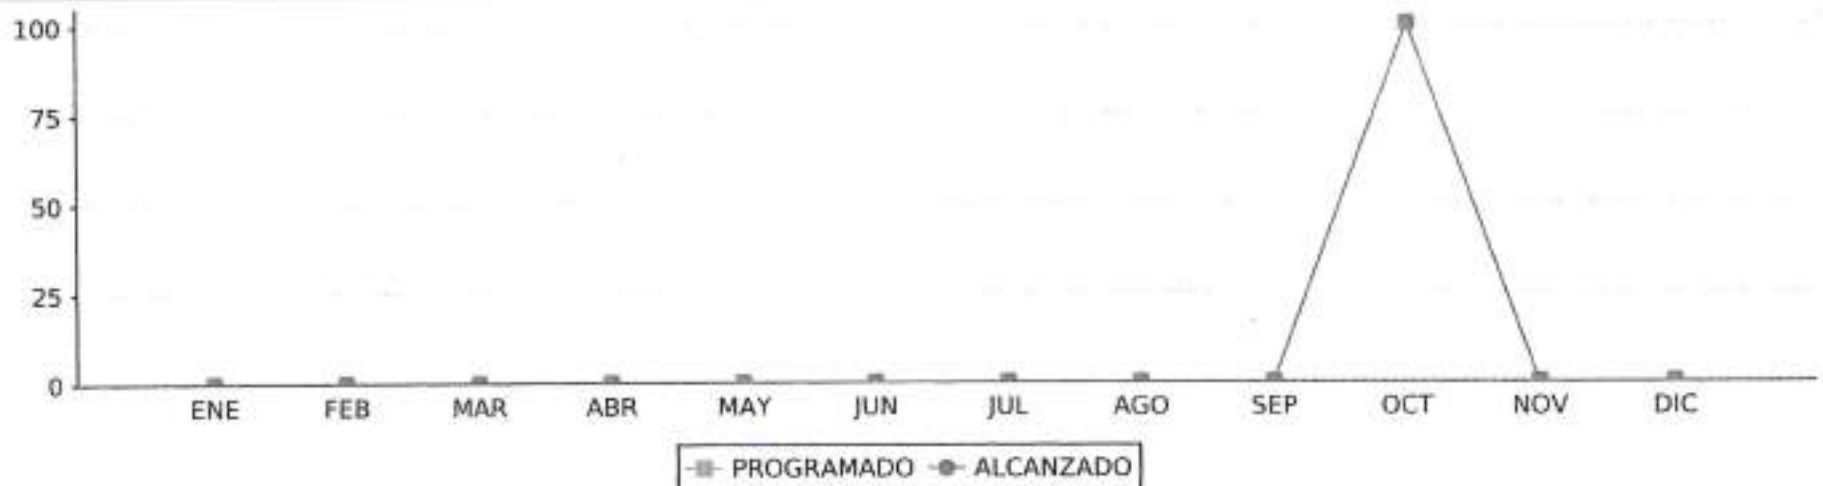 100
75
50
25
0
ENE FEB MAR ABR MAY JUN JUL AGO SEP OCT NOV DIC
PROGRAMADO ALCANZADO